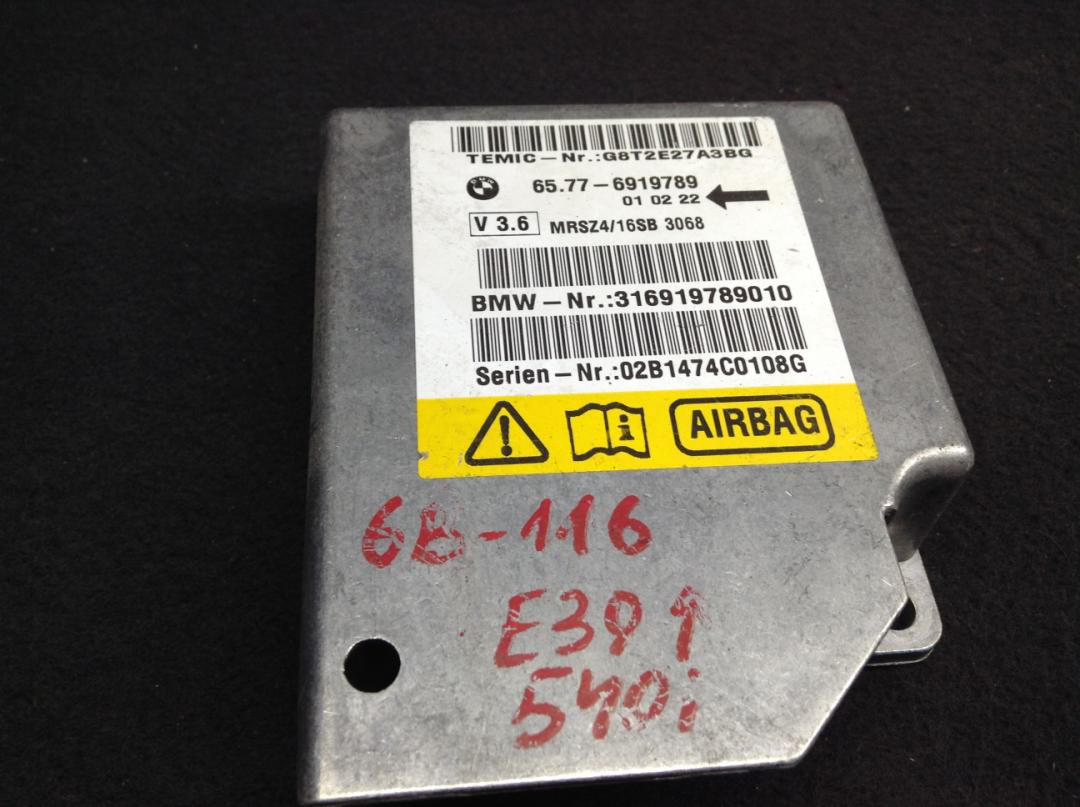 TEMIC-Nr.:G8T2E27A3BG
65.77-6919789
01 02 22
V 3.6 MRSZ4/16SB 3068
BMW-Nr.:316919789010
Serien-Nr.:02B1474C0108G
AIRBAG
6B-116
E391
540i